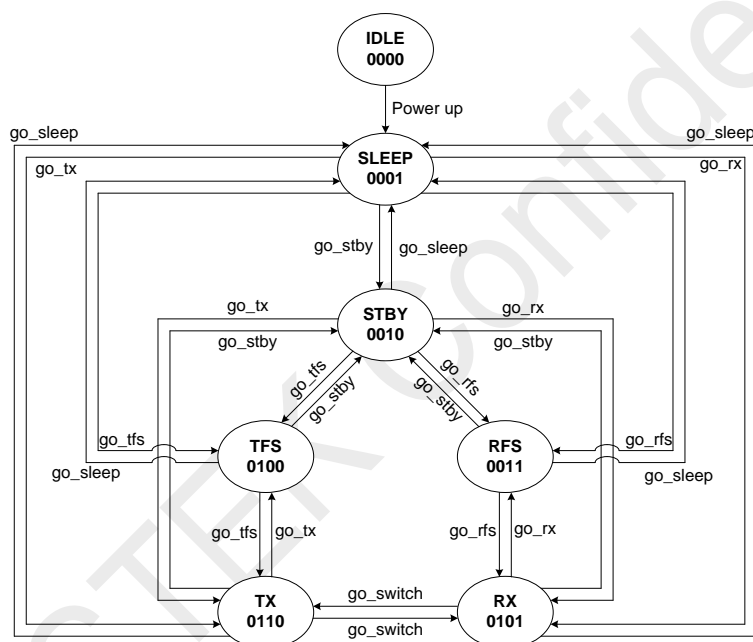 IDLE
0000
Power up
go_sleep
go_sleep
SLEEP
0001
go_tx
go_rx
go_stby
go_sleep
go_tx
STBY
0010
go_rx
go_stby
go_stby
go_tfs
go_stby
go_rfs
go_stby
go_tfs
TFS
0100
RFS
0011
go_rfs
go_sleep
go_sleep
go_tfs
go_tx
go_rfs
go_rx
TX
0110
go_switch
go_switch
RX
0101
STEK Confide